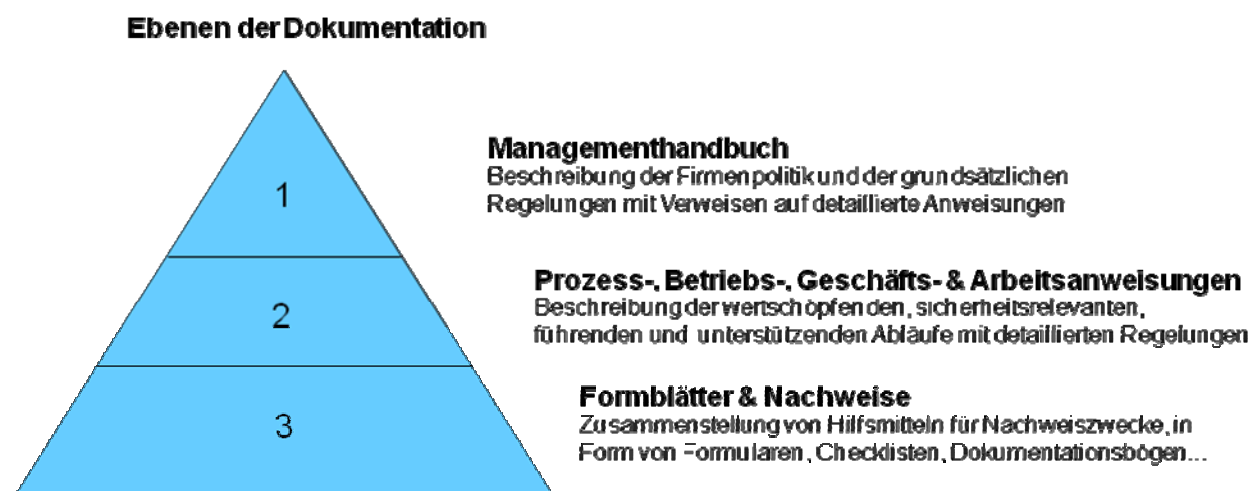 Ebenen der Dokumentation
1
Managementhandbuch
Beschreibung der Firmenpolitik und der grundsätzlichen
Regelungen mit Verweisen auf detaillierte Anweisungen
2
Prozess-, Betriebs-, Geschäfts- & Arbeitsanweisungen
Beschreibung der wertschöpfenden, sicherheitsrelevanten,
führenden und unterstützenden Abläufe mit detaillierten Regelungen
3
Formblätter & Nachweise
Zusammenstellung von Hilfsmitteln für Nachweiszwecke, in
Form von Formularen, Checklisten, Dokumentationsbögen...